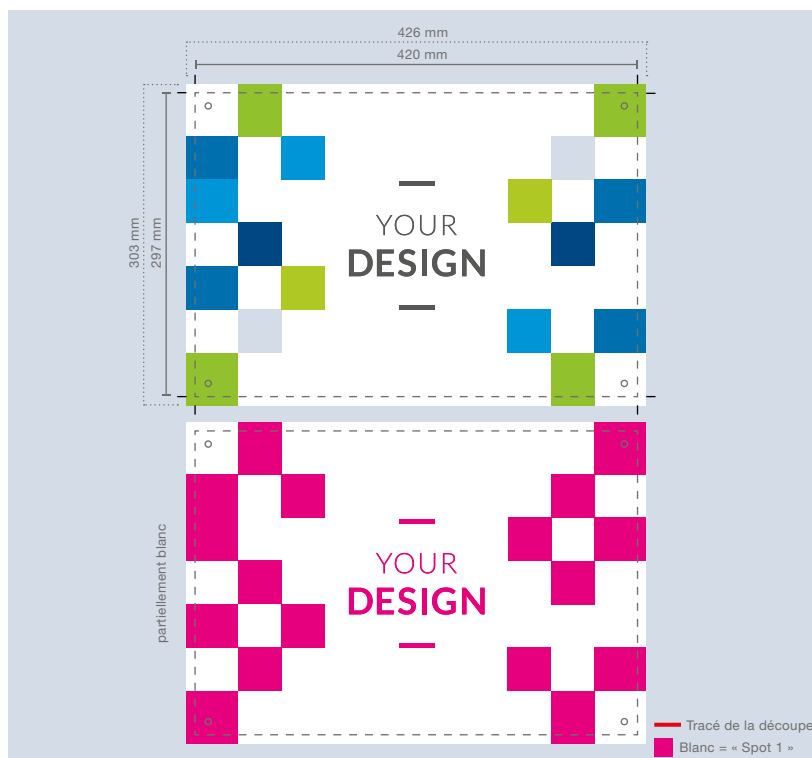 426 mm
420 mm
303 mm
297 mm
YOUR
DESIGN
partiellement blanc
YOUR
DESIGN
Tracé de la découpe
Blanc = « Spot 1 »